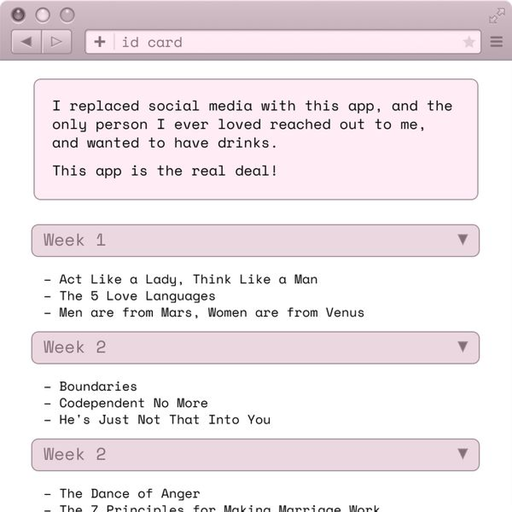 id card
I replaced social media with this app, and the
only person I ever loved reached out to me,
and wanted to have drinks.
This app is the real deal!
Week 1
– Act Like a Lady, Think Like a Man
– The 5 Love Languages
– Men are from Mars, Women are from Venus
Week 2
– Boundaries
– Codependent No More
– He's Just Not That Into You
Week 2
– The Dance of Anger
– The 7 Principles for Making Marriage Work